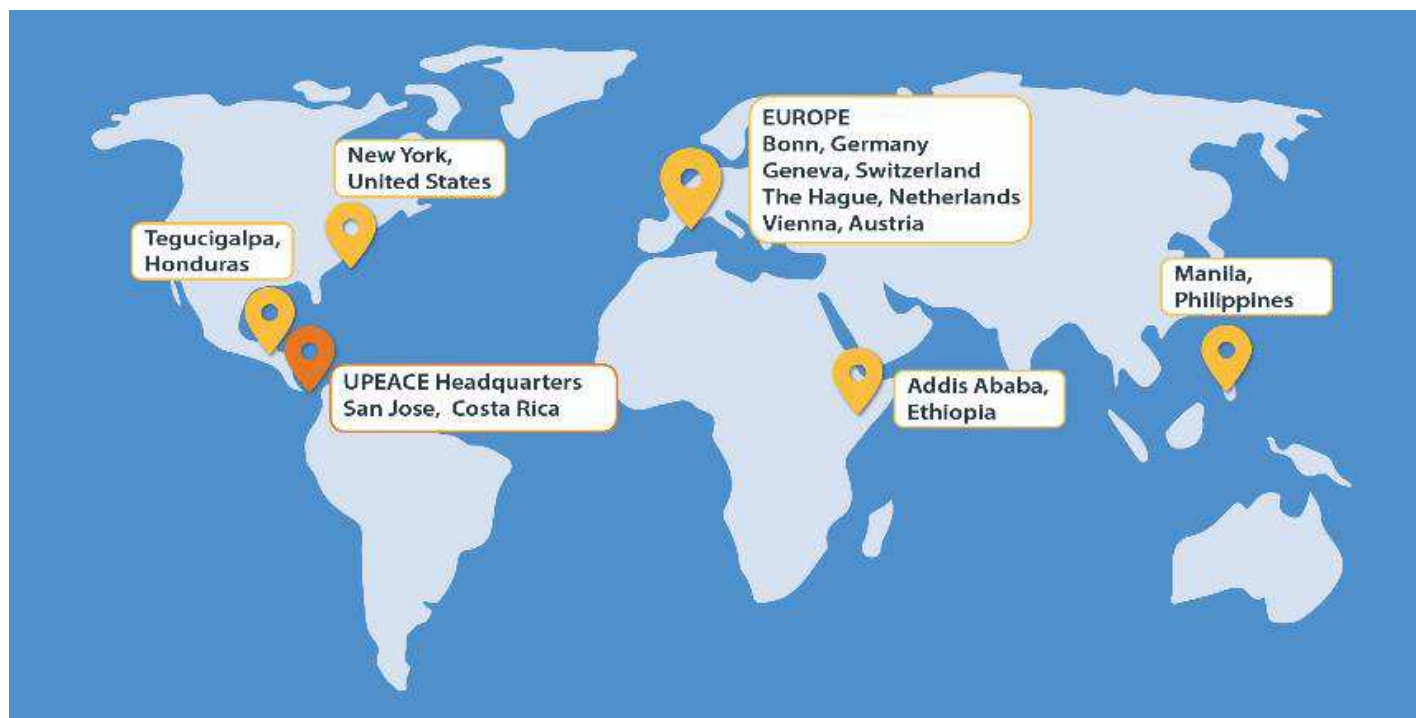 New York,
United States
Tegucigalpa,
Honduras
UPEACE Headquarters
San Jose, Costa Rica
EUROPE
Bonn, Germany
Geneva, Switzerland
The Hague, Netherlands
Vienna, Austria
Addis Ababa,
Ethiopia
Manila,
Philippines